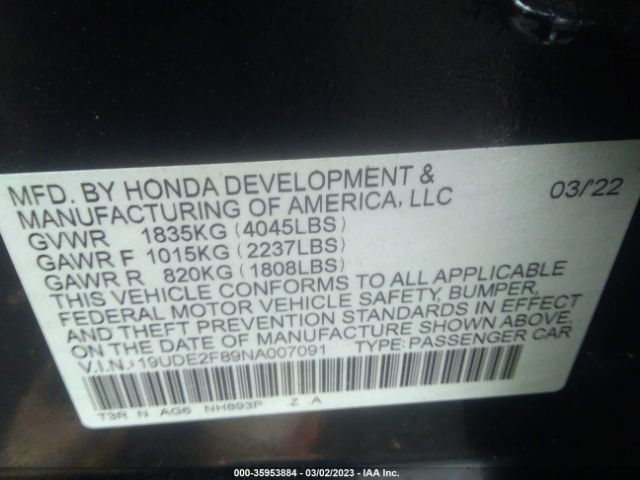 MFD. BY HONDA DEVELOPMENT &
MANUFACTURING OF AMERICA, LLC 03/'22
GVWR 1835KG (4045LBS)
GAWR F 1015KG (2237LBS)
GAWR R 820KG (1808LBS)
THIS VEHICLE CONFORMS TO ALL APPLICABLE
FEDERAL MOTOR VEHICLE SAFETY, BUMPER,
AND THEFT PREVENTION STANDARDS IN EFFECT
ON THE DATE OF MANUFACTURE SHOWN ABOVE.
V.I.N.: 19UDE2F89NA007091 TYPE: PASSENGER CAR
T3R N AG6 NH893P Z A
000-35953884 — 03/02/2023 — IAA Inc.